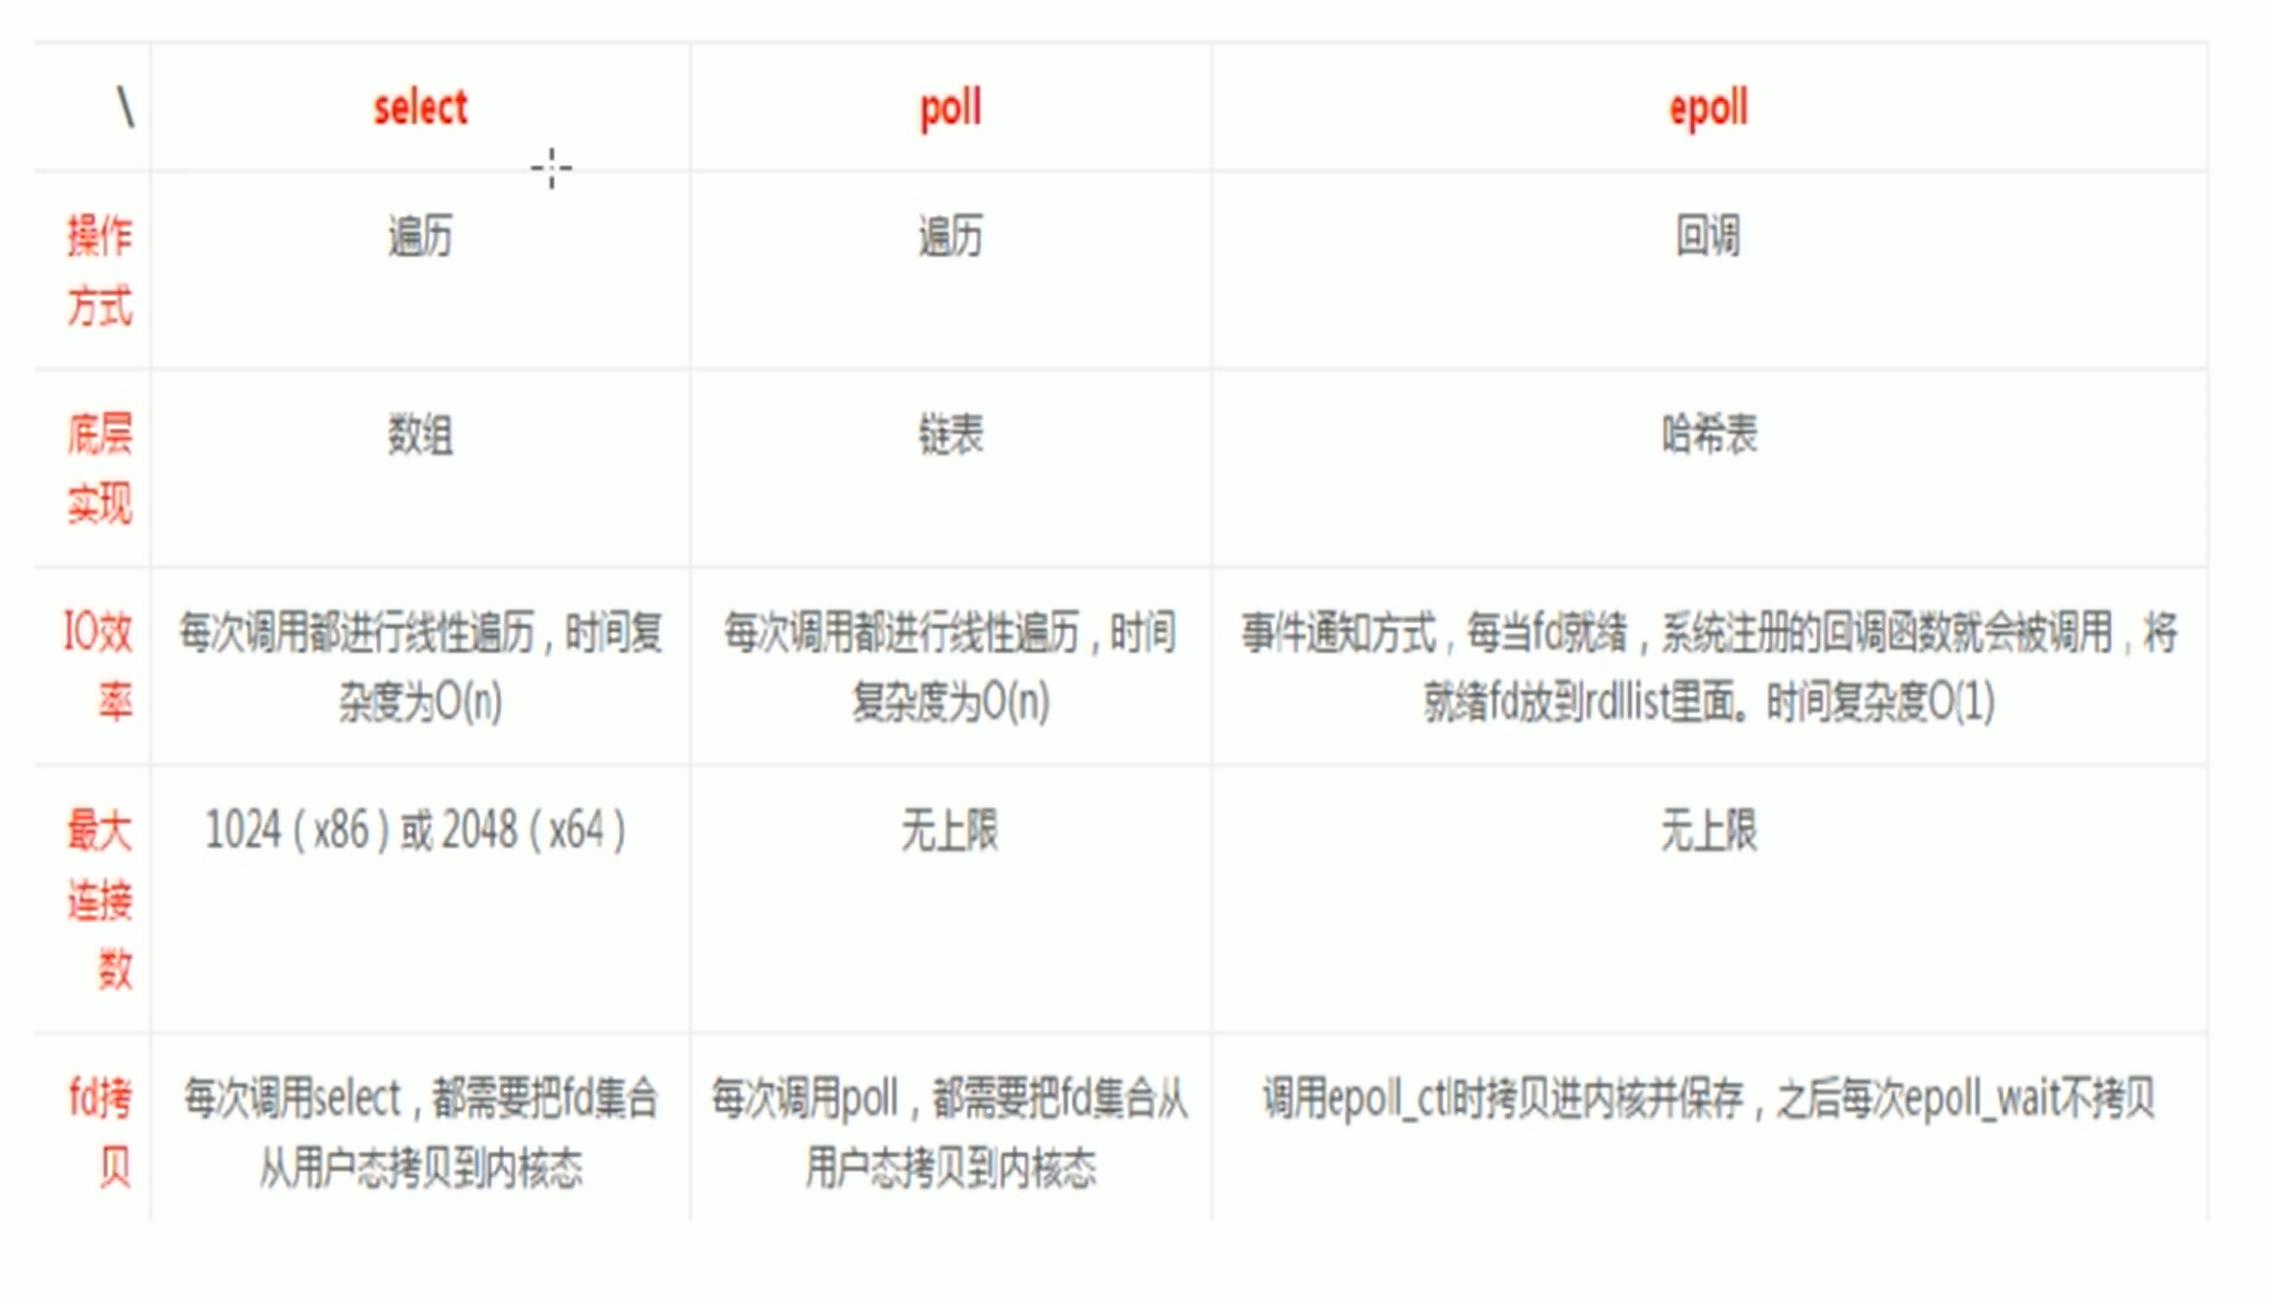 \ select poll epoll
操作 遍历 遍历 回调
方式
底层 数组 链表 哈希表
实现
IO效 每次调用都进行线性遍历，时间复 每次调用都进行线性遍历，时间 事件通知方式，每当fd就绪，系统注册的回调函数就会被调用，将
率 杂度为O(n) 复杂度为O(n) 就绪fd放到rdllist里面。时间复杂度O(1)
最大 1024（x86）或 2048（x64） 无上限 无上限
连接
数
fd拷 每次调用select，都需要把fd集合 每次调用poll，都需要把fd集合从 调用epoll_ctl时拷贝进内核并保存，之后每次epoll_wait不拷贝
贝 从用户态拷贝到内核态 用户态拷贝到内核态